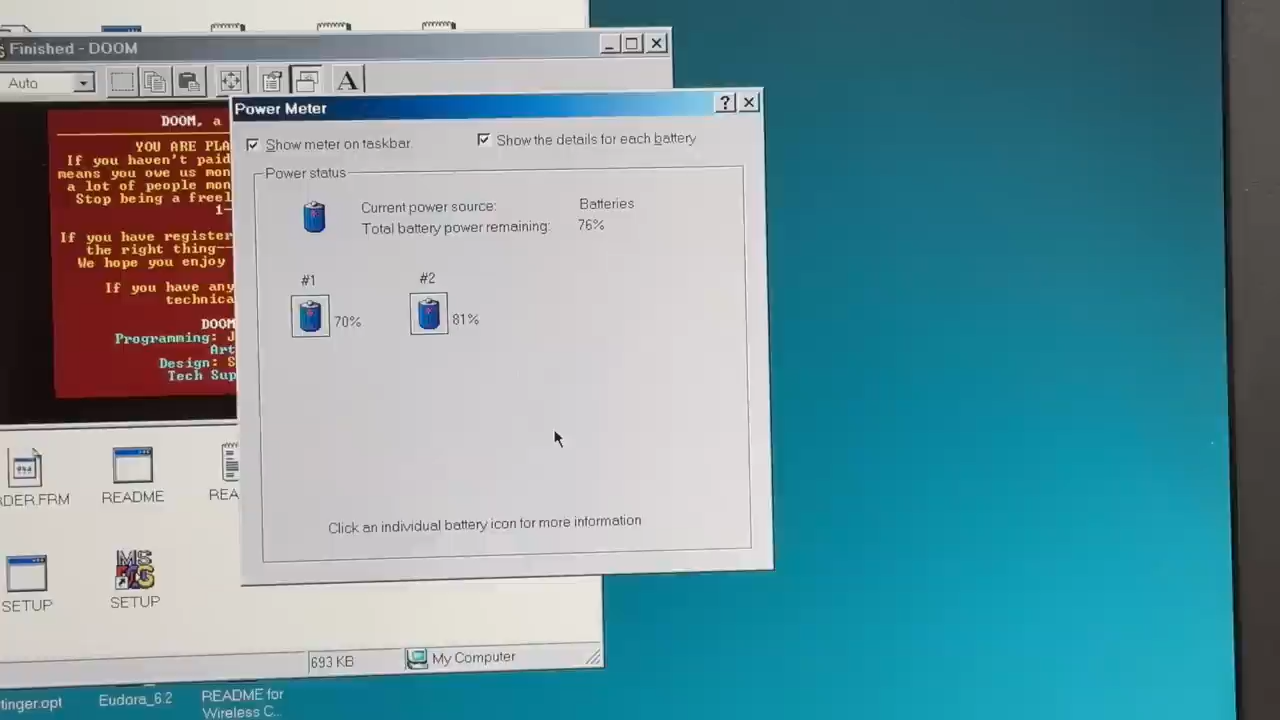 Finished - DOOM
Auto
A
DOOM, a
YOU ARE PLA
If you haven't paid
means you owe us mon
a lot of people mon
Stop being a freel
1-
If you have register
the right thing--
We hope you enjoy
If you have any
technica
DOOM
Programming: J
Art
Design: S
Tech Sup
Power Meter
Show meter on taskbar
Show the details for each battery
Power status
Current power source: Batteries
Total battery power remaining: 76%
#1 #2
70% 81%
Click an individual battery icon for more information
DER.FRM
README
REA
MS
SETUP
SETUP
693 KB
My Computer
tinger.opt
Eudora_6.2
README for
Wireless C...